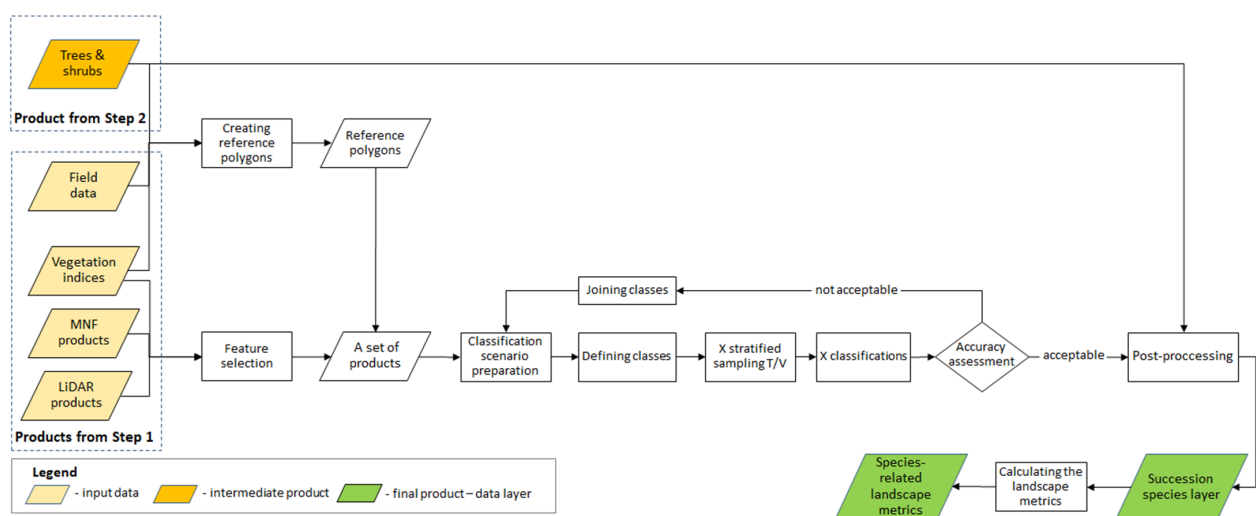 Trees &
shrubs
Product from Step 2
Creating
reference
polygons
Reference
polygons
Field
data
Vegetation
indices
MNF
products
LiDAR
products
Products from Step 1
Feature
selection
A set of
products
Joining classes
not acceptable
Classification
scenario
preparation
Defining classes
X stratified
sampling T/V
X classifications
Accuracy
assessment
acceptable
Post-proccessing
Species-
related
landscape
metrics
Calculating the
landscape
metrics
Succession
species layer
Legend
- input data
- intermediate product
- final product – data layer